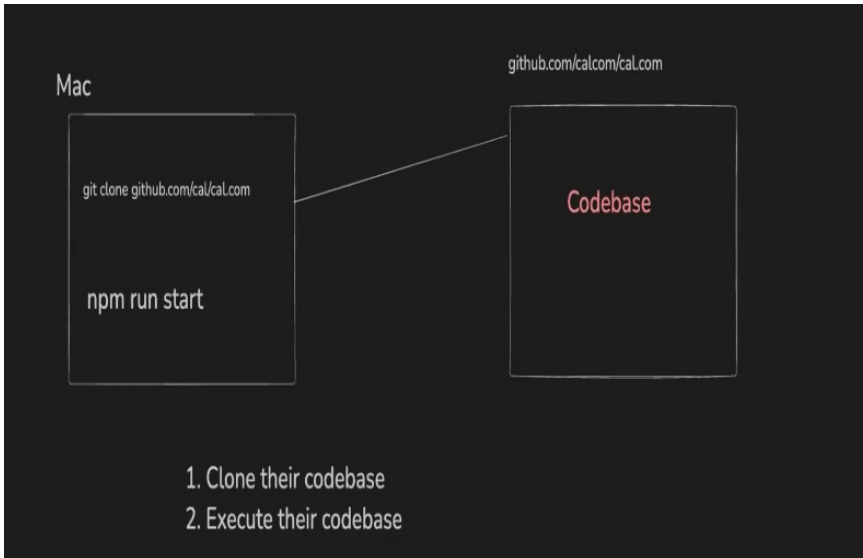 Mac
git clone github.com/cal/cal.com
npm run start
github.com/calcom/cal.com
Codebase
1. Clone their codebase
2. Execute their codebase